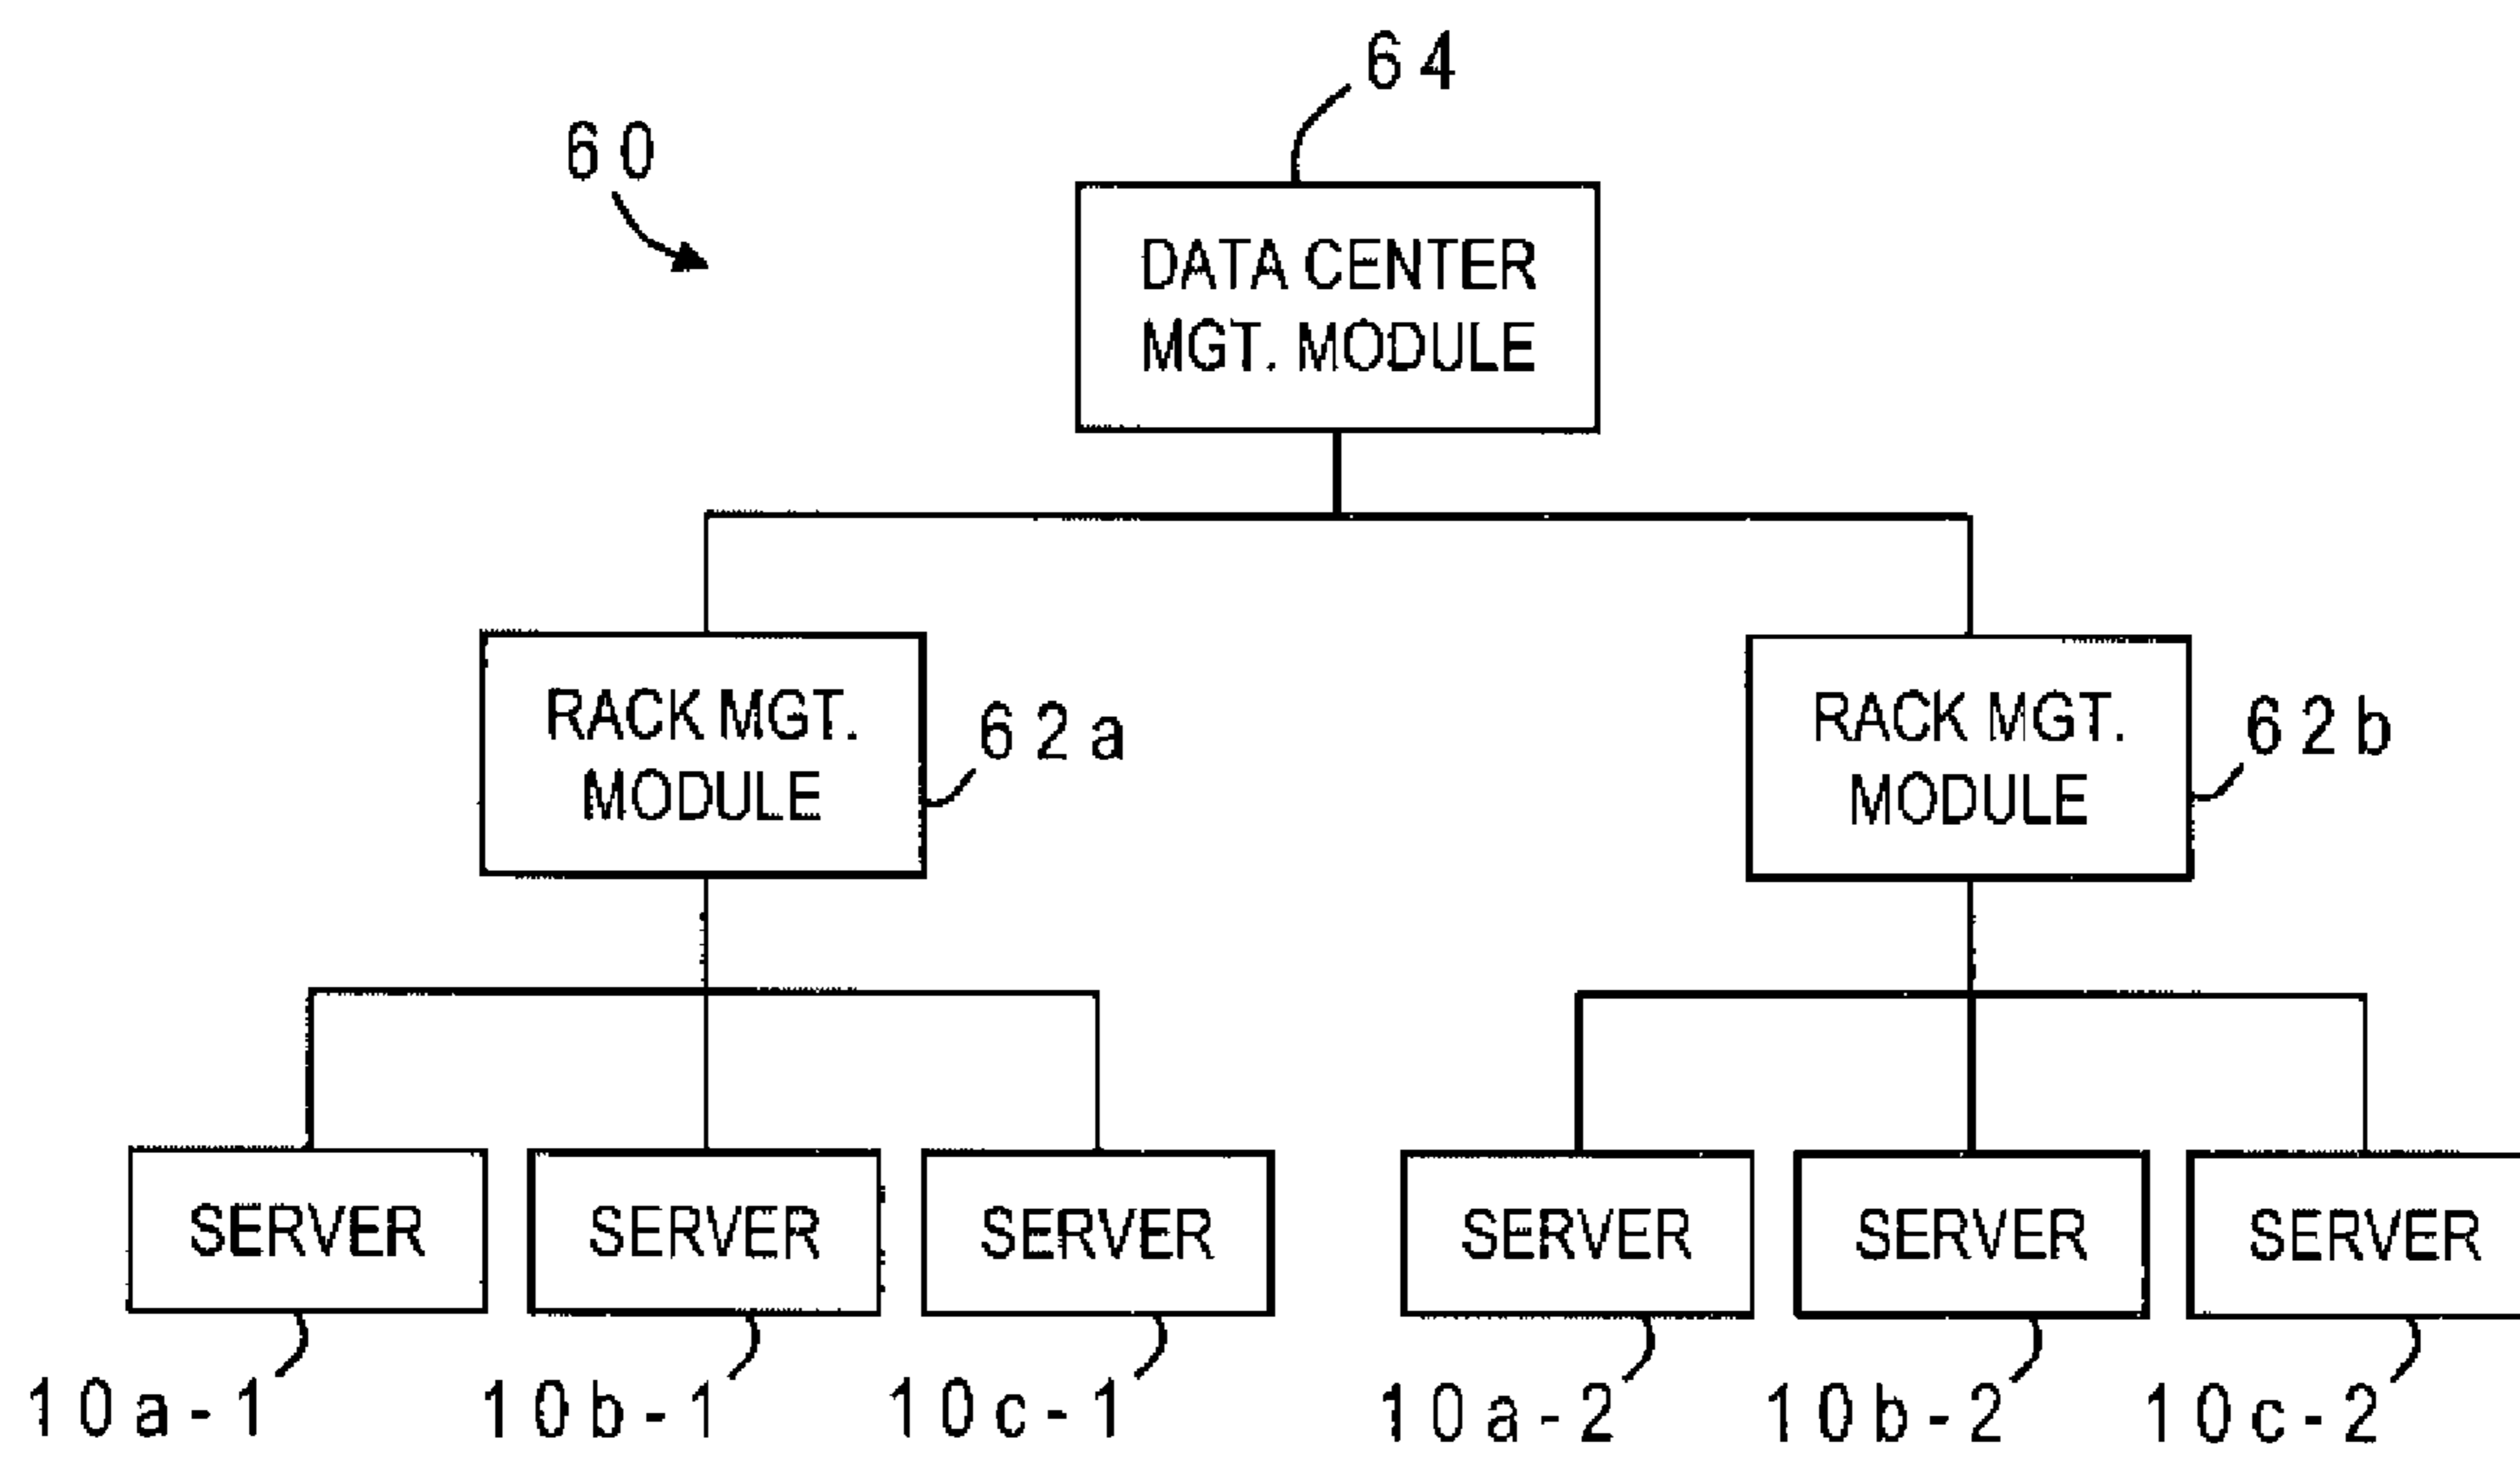 64
60
DATA CENTER
MGT. MODULE
RACK MGT.
MODULE
62a
RACK MGT.
MODULE
62b
SERVER
SERVER
SERVER
SERVER
SERVER
SERVER
10a-1
10b-1
10c-1
10a-2
10b-2
10c-2